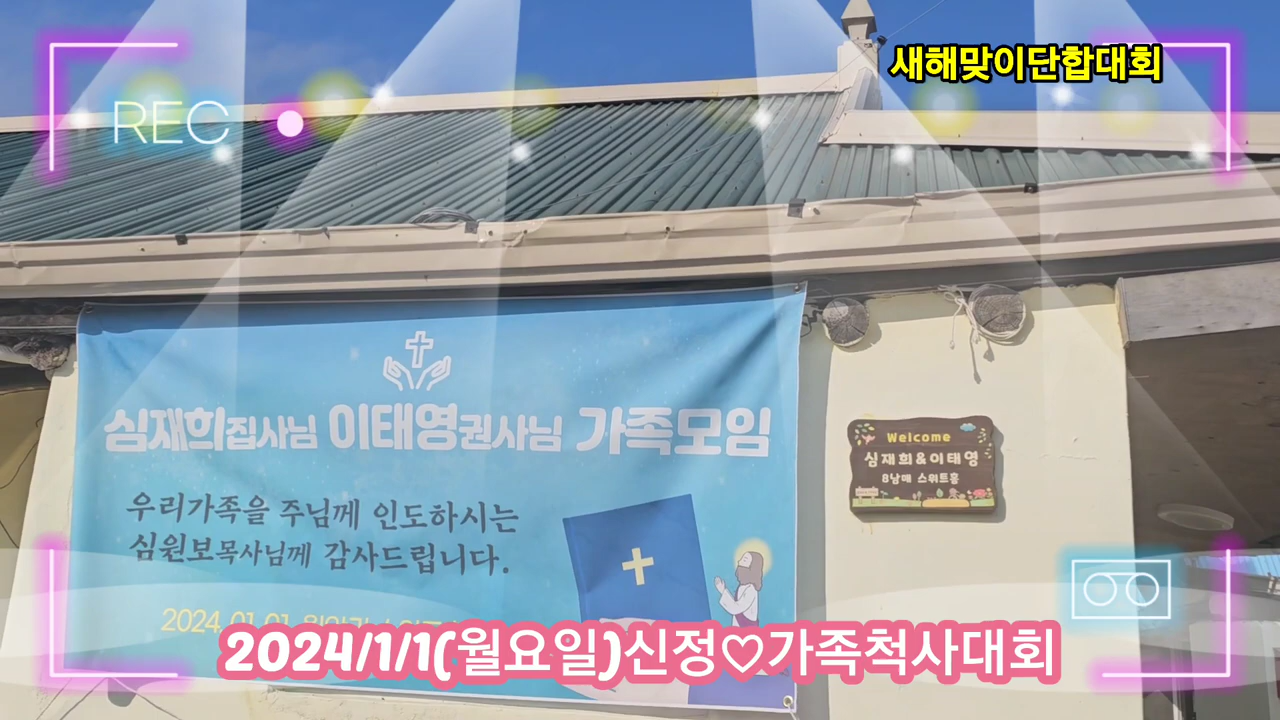 새해맞이단합대회
REC
심재희집사님 이태영권사님 가족모임
우리가족을 주님께 인도하시는
심원보목사님께 감사드립니다.
2024. 01. 01.
Welcome
심재희&이태영
8남매 스위트홈
2024/1/1(월요일)신정♡가족척사대회